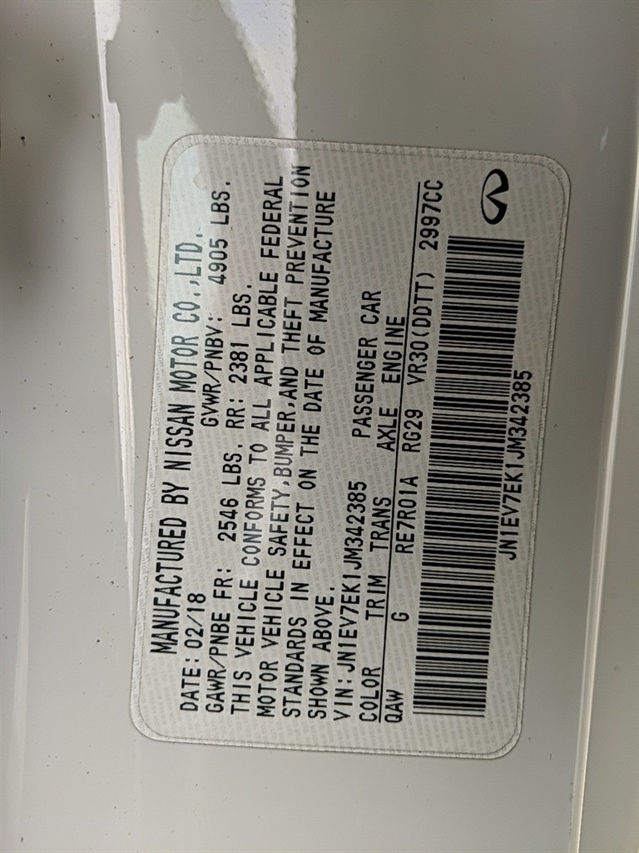 MANUFACTURED BY NISSAN MOTOR CO.,LTD.
DATE: 02/18 GVWR/PNBV: 4905 LBS.
GAWR/PNBE FR: 2546 LBS. RR: 2381 LBS.
THIS VEHICLE CONFORMS TO ALL APPLICABLE FEDERAL
MOTOR VEHICLE SAFETY,BUMPER,AND THEFT PREVENTION
STANDARDS IN EFFECT ON THE DATE OF MANUFACTURE
SHOWN ABOVE.
VIN:JN1EV7EK1JM342385 PASSENGER CAR
COLOR TRIM TRANS AXLE ENGINE
QAW G RE7R01A RG29 VR30(DDTT) 2997CC
JN1EV7EK1JM342385